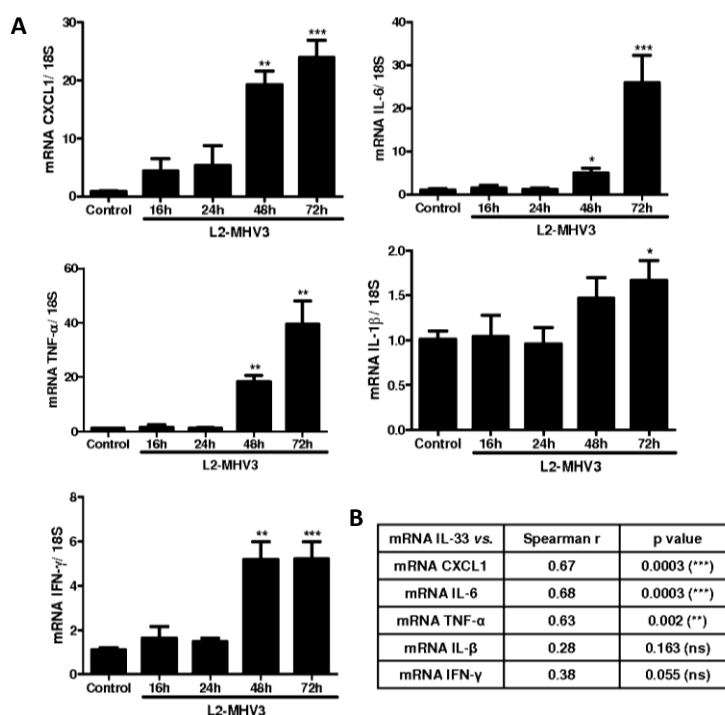 A
mRNA CXCL1/ 18S
30
20
10
0
** ***
Control 16h 24h 48h 72h
L2-MHV3
mRNA IL-6/ 18S
40
30
20
10
0
* ***
Control 16h 24h 48h 72h
L2-MHV3
mRNA TNF-α/ 18S
60
40
20
0
** **
Control 16h 24h 48h 72h
L2-MHV3
mRNA IL-1β/ 18S
2.0
1.5
1.0
0.5
0.0
*
Control 16h 24h 48h 72h
L2-MHV3
mRNA IFN-γ/ 18S
8
6
4
2
0
** ***
Control 16h 24h 48h 72h
L2-MHV3
B
mRNA IL-33 vs. Spearman r p value
mRNA CXCL1 0.67 0.0003 (***)
mRNA IL-6 0.68 0.0003 (***)
mRNA TNF-α 0.63 0.002 (**)
mRNA IL-β 0.28 0.163 (ns)
mRNA IFN-γ 0.38 0.055 (ns)